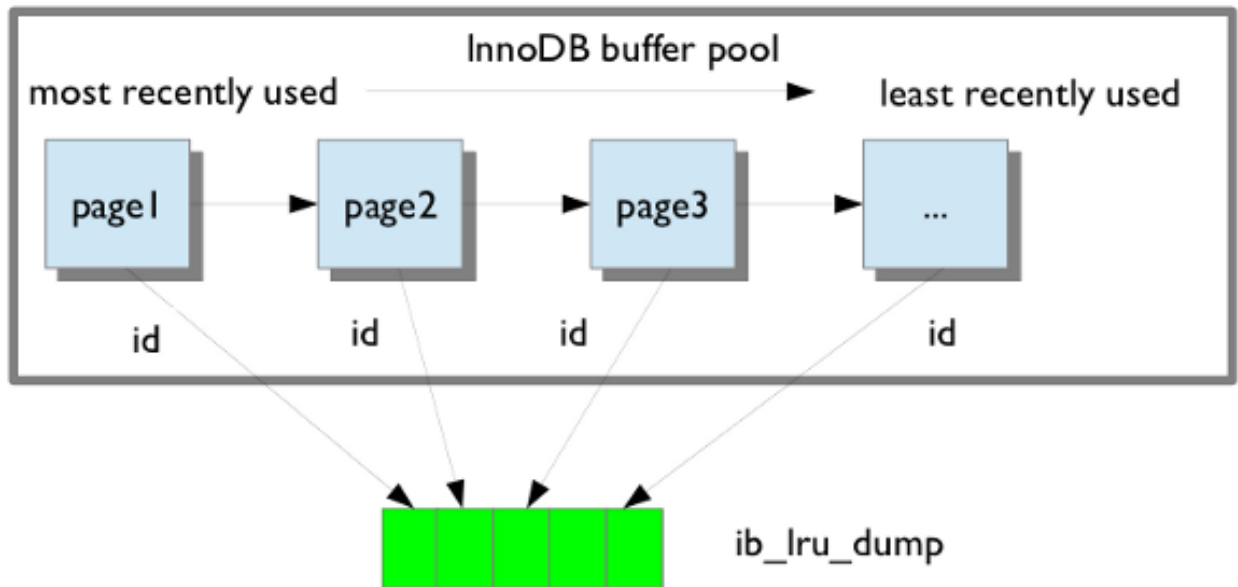 InnoDB buffer pool
most recently used
least recently used
page1
page2
page3
...
id
id
id
id
ib_lru_dump